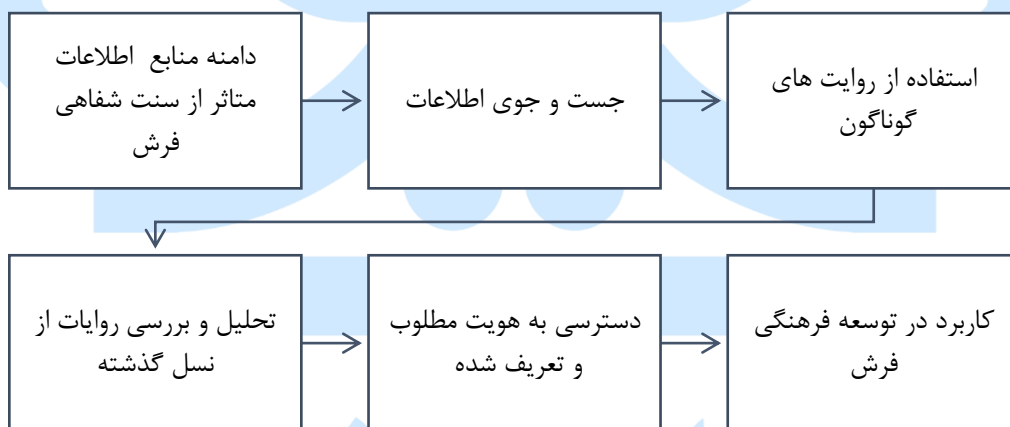 دامنه منابع اطلاعات
متاثر از سنت شفاهی
فرش
جست و جوی اطلاعات
استفاده از روایت های
گوناگون
تحلیل و بررسی روایات از
نسل گذشته
دسترسی به هویت مطلوب
و تعریف شده
کاربرد در توسعه فرهنگی
فرش